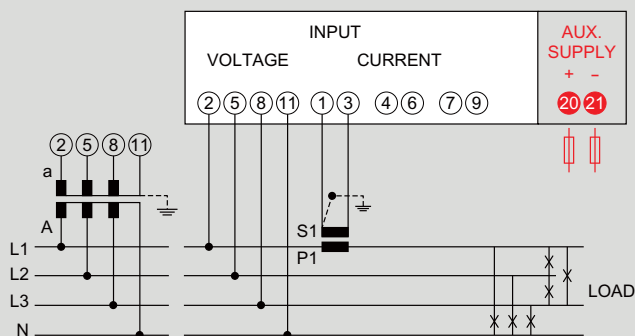 INPUT
AUX.
SUPPLY
VOLTAGE CURRENT
+ -
2 5 8 11 1 3 4 6 7 9 20 21
2 5 8 11
a
A
S1
P1
L1
L2
L3
N
LOAD